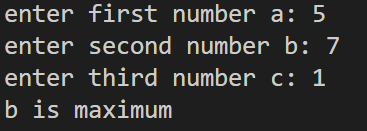 enter first number a: 5
enter second number b: 7
enter third number c: 1
b is maximum